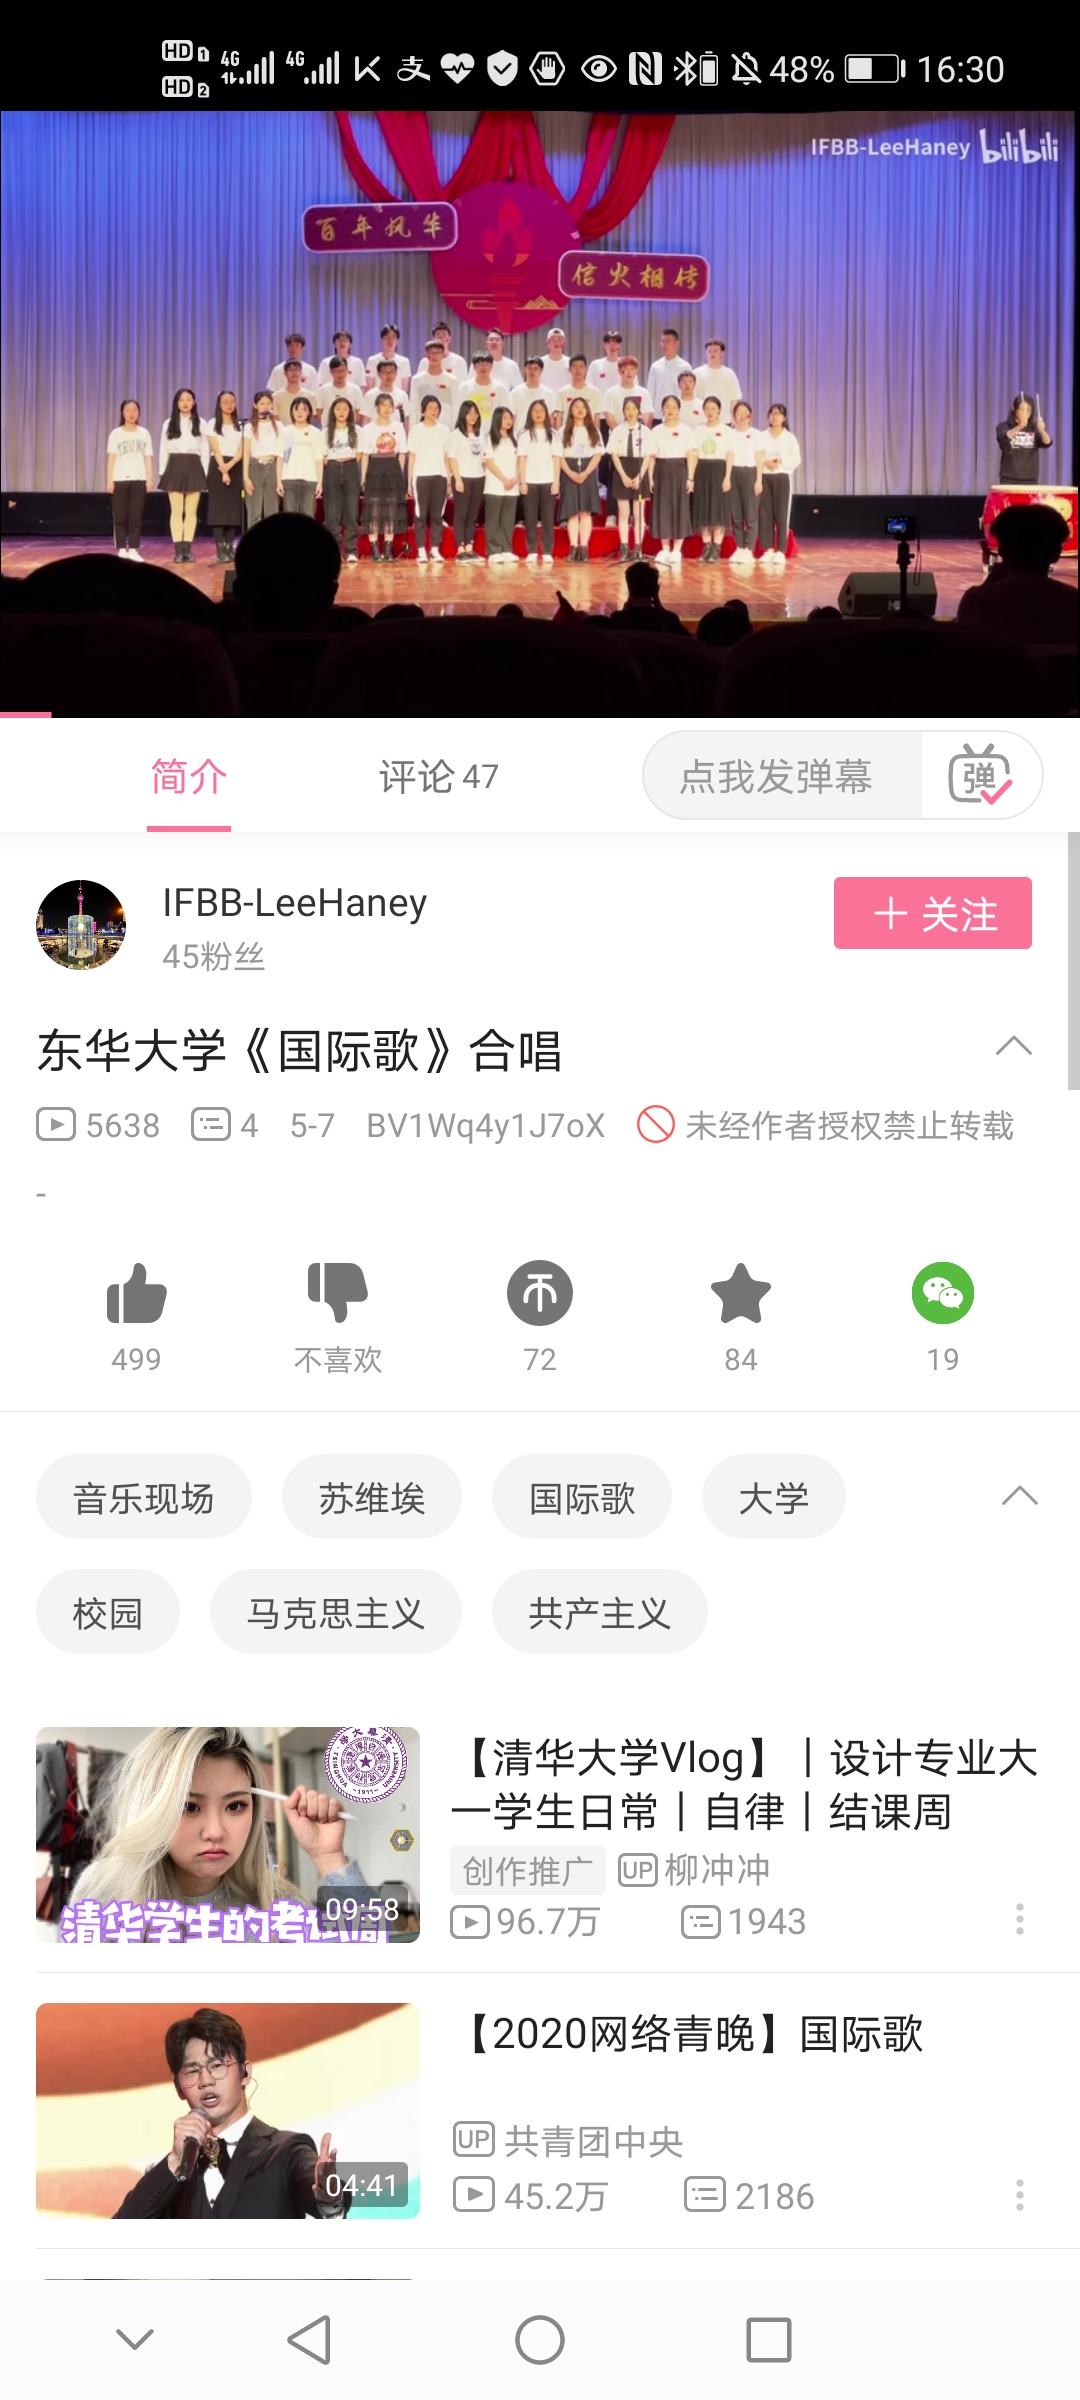 HD 1 4G 4G 48% 16:30
HD 2
IFBB-LeeHaney bilibili
百年风华
信火相传
简介 评论 47 点我发弹幕 弹
IFBB-LeeHaney
45粉丝
+ 关注
东华大学《国际歌》合唱
5638 4 5-7 BV1Wq4y1J7oX 未经作者授权禁止转载
-
499 不喜欢 72 84 19
音乐现场 苏维埃 国际歌 大学
校园 马克思主义 共产主义
【清华大学Vlog】｜设计专业大
一学生日常｜自律｜结课周
创作推广 UP 柳冲冲
96.7万 1943
清华学生的考试周
09:58
【2020网络青晚】国际歌
UP 共青团中央
45.2万 2186
04:41